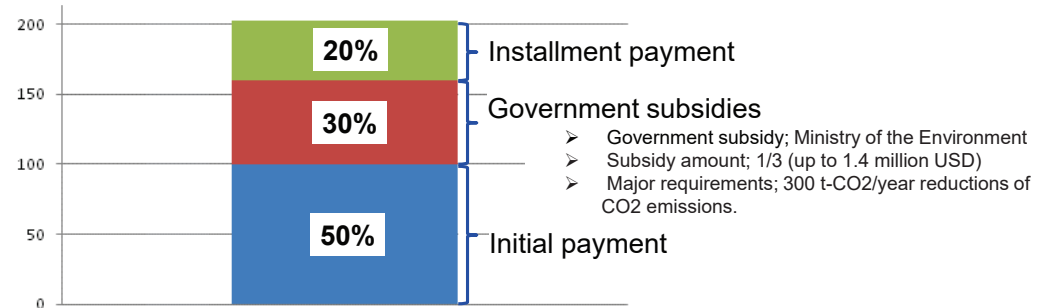 200
20%
Installment payment
150
Government subsidies
30%
➢ Government subsidy; Ministry of the Environment
➢ Subsidy amount; 1/3 (up to 1.4 million USD)
➢ Major requirements; 300 t-CO2/year reductions of
CO2 emissions.
100
50
50%
Initial payment
0